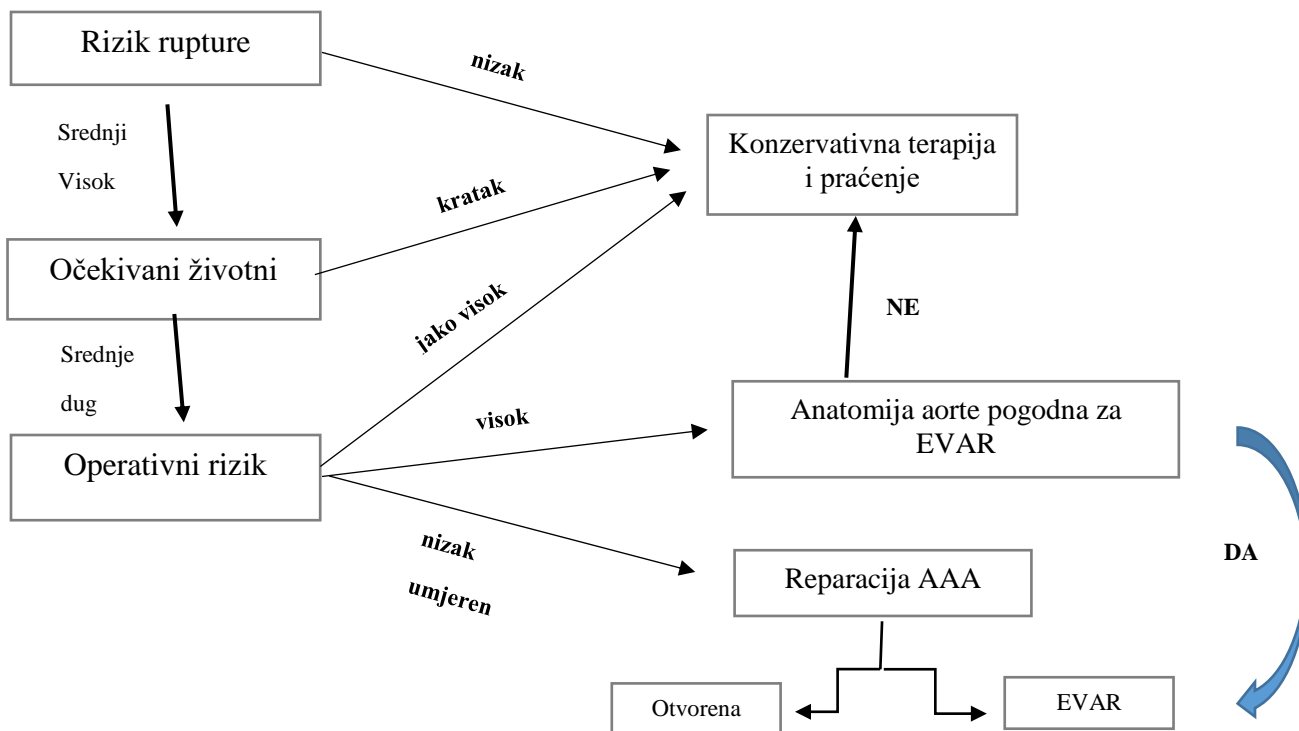 Rizik rupture
nizak
Srednji
Visok
Konzervativna terapija
i praćenje
kratak
Očekivani životni
jako visok
NE
Srednje
dug
visok
Anatomija aorte pogodna za
EVAR
Operativni rizik
nizak
umjeren
DA
Reparacija AAA
Otvorena
EVAR